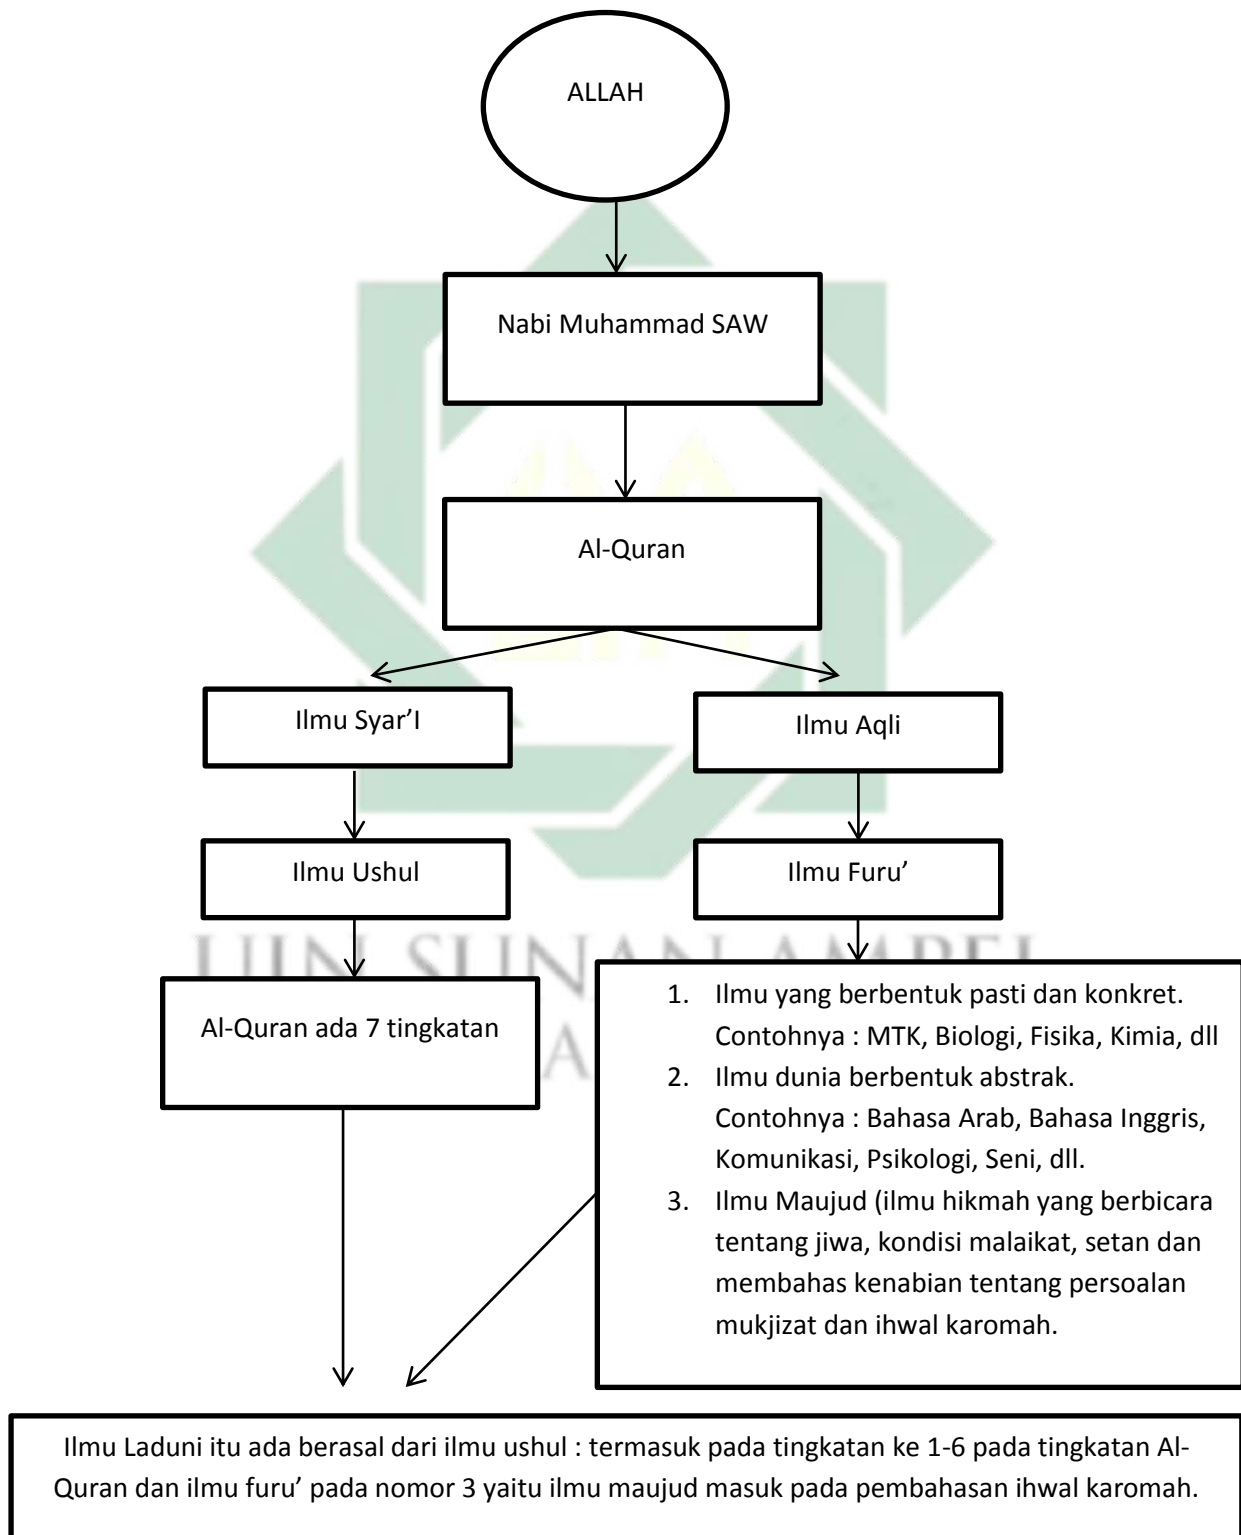 ALLAH
Nabi Muhammad SAW
Al-Quran
Ilmu Syar’I
Ilmu Aqli
Ilmu Ushul
Ilmu Furu’
UIN SUNAN AMPEL
Al-Quran ada 7 tingkatan
1. Ilmu yang berbentuk pasti dan konkret.
Contohnya : MTK, Biologi, Fisika, Kimia, dll
2. Ilmu dunia berbentuk abstrak.
Contohnya : Bahasa Arab, Bahasa Inggris,
Komunikasi, Psikologi, Seni, dll.
3. Ilmu Maujud (ilmu hikmah yang berbicara
tentang jiwa, kondisi malaikat, setan dan
membahas kenabian tentang persoalan
mukjizat dan ihwal karomah.
Ilmu Laduni itu ada berasal dari ilmu ushul : termasuk pada tingkatan ke 1-6 pada tingkatan Al-
Quran dan ilmu furu’ pada nomor 3 yaitu ilmu maujud masuk pada pembahasan ihwal karomah.